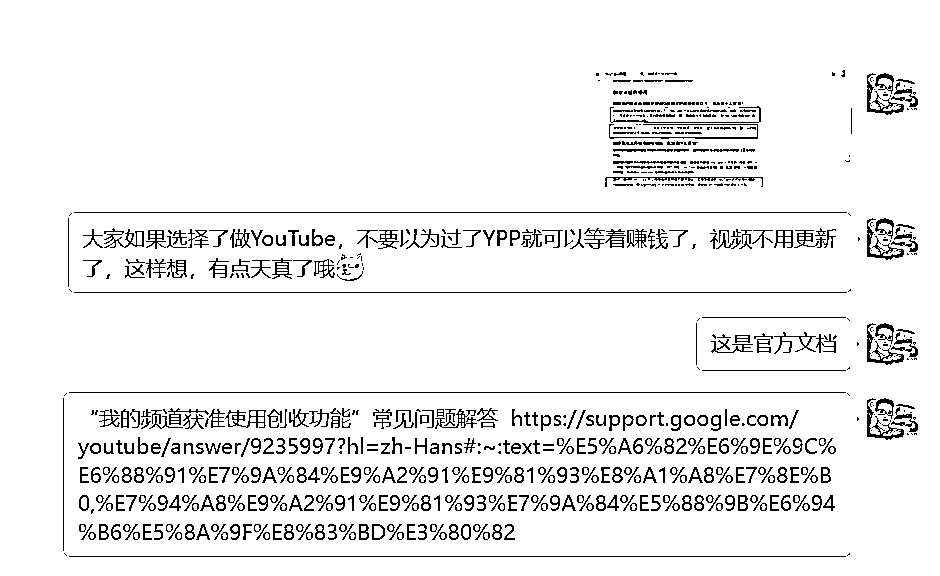 大家如果选择了做YouTube，不要以为过了YPP就可以等着赚钱了，视频不用更新
了，这样想，有点天真了哦
这是官方文档
“我的频道获准使用创收功能”常见问题解答 https://support.google.com/
youtube/answer/9235997?hl=zh-Hans#:~:text=%E5%A6%82%E6%9E%9C%
E6%88%91%E7%9A%84%E9%A2%91%E9%81%93%E8%A1%A8%E7%8E%B
0,%E7%94%A8%E9%A2%91%E9%81%93%E7%9A%84%E5%88%9B%E6%94
%B6%E5%8A%9F%E8%83%BD%E3%80%82